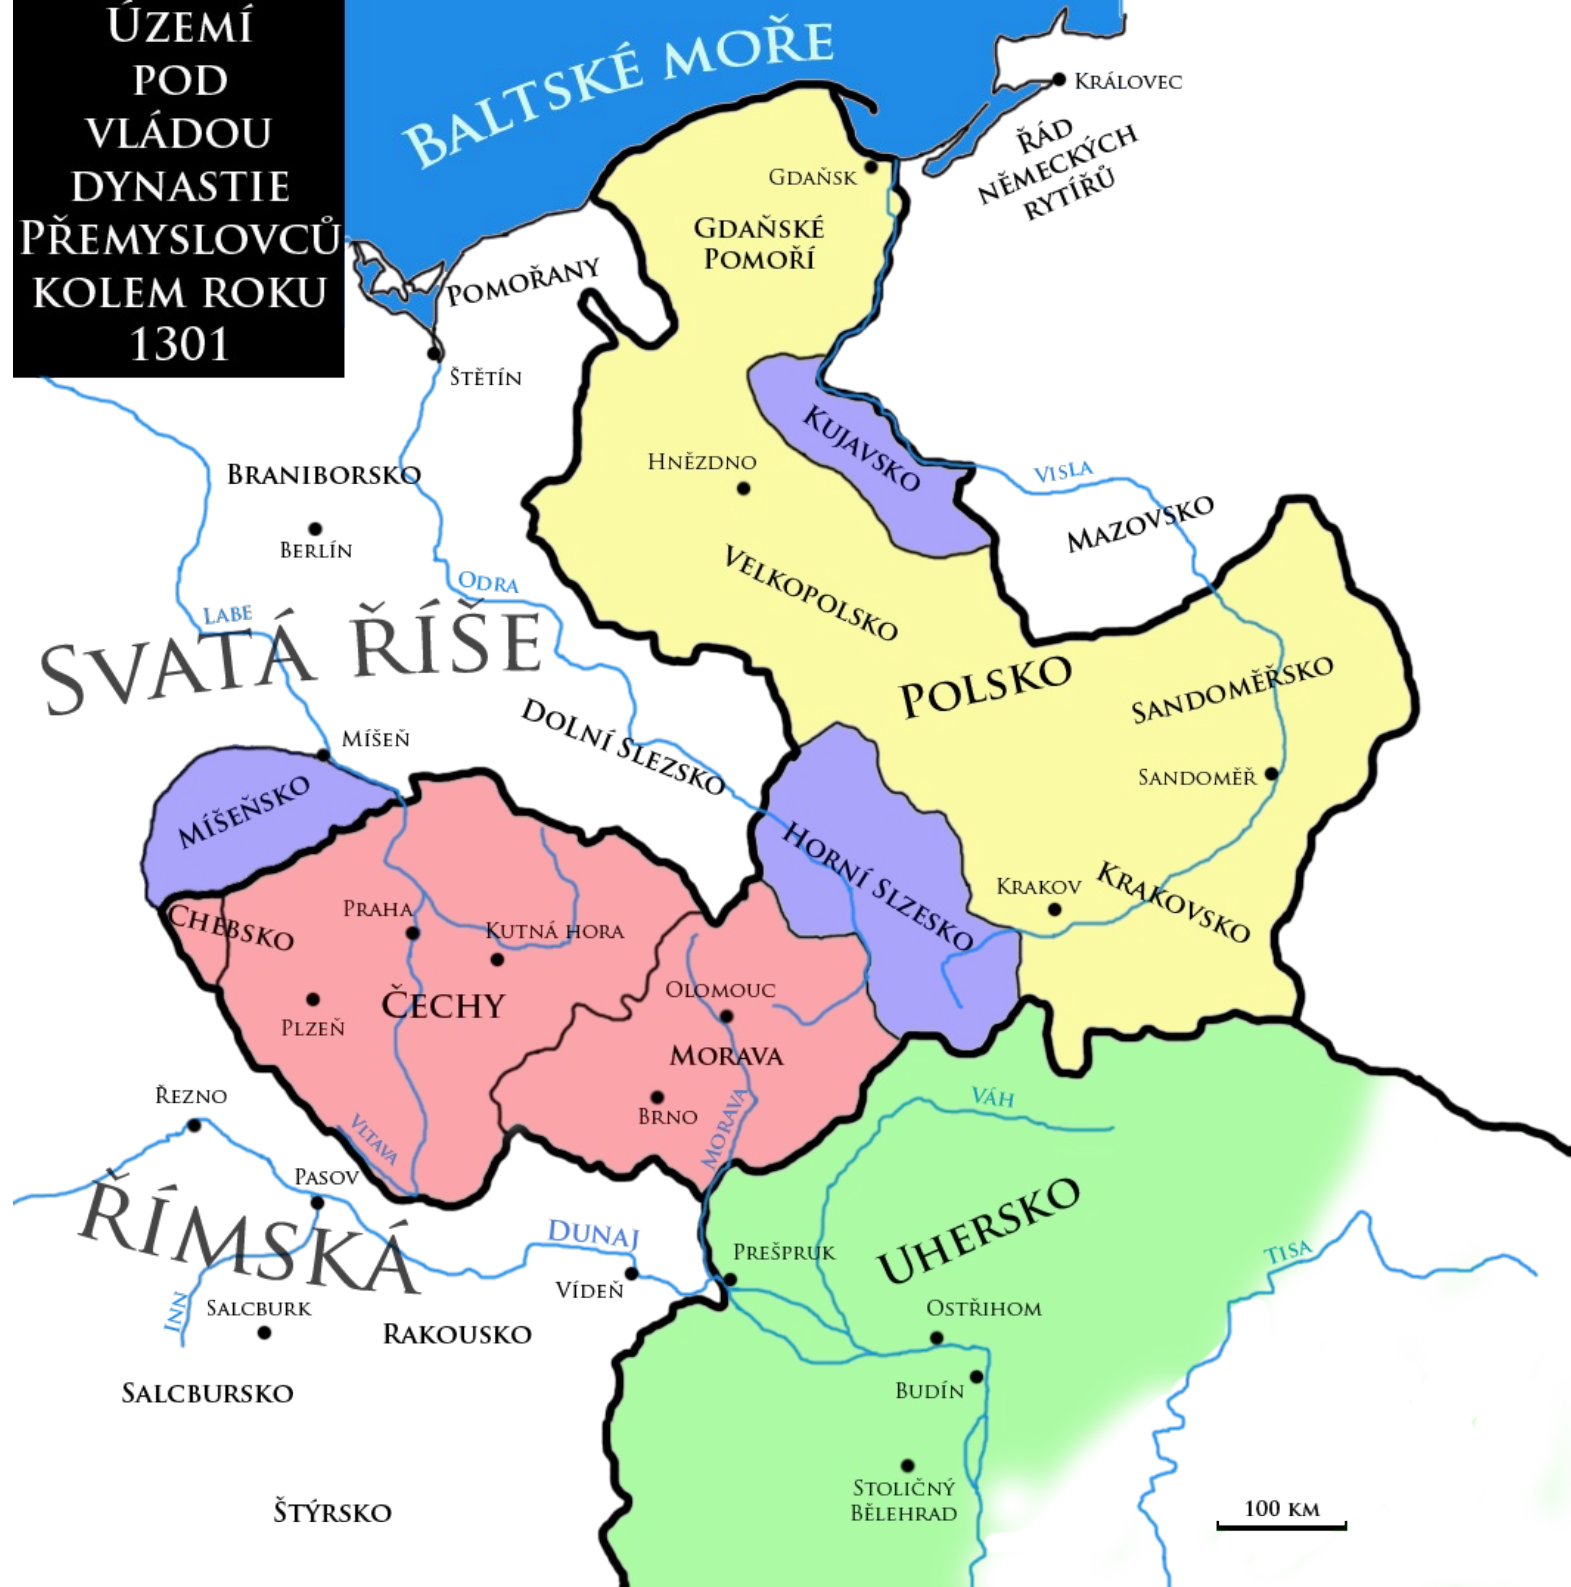 ÚZEMÍ
POD
VLÁDOU
DYNASTIE
PŘEMYSLOVCŮ
KOLEM ROKU
1301
BALTSKÉ MOŘE
KRÁLOVEC
ŘÁD
NĚMECKÝCH
RYTÍŘŮ
GDAŇSK
GDAŇSKÉ
POMOŘÍ
POMOŘANY
ŠTĚTÍN
KUJAVSKO
HNĚZDNO
VISLA
BRANIBORSKO
MAZOVSKO
BERLÍN
ODRA
VELKOPOLSKO
LABE
SVATÁ ŘÍŠE
POLSKO
SANDOMĚŘSKO
DOLNÍ SLEZSKO
MÍŠEŇ
SANDOMĚŘ
MÍŠEŇSKO
HORNÍ SLZESKO
KRAKOV
KRAKOVSKO
PRAHA
CHEBSKO
KUTNÁ HORA
OLOMOUC
ČECHY
PLZEŇ
MORAVA
ŘEZNO
BRNO
MORAVA
VÁH
VLTAVA
PASOV
ŘÍMSKÁ
DUNAJ
UHERSKO
PREŠPRUK
TISA
VÍDEŇ
INN
SALCBURK
OSTŘIHOM
RAKOUSKO
BUDÍN
SALCBURSKO
STOLIČNÝ
BĚLEHRAD
ŠTÝRSKO
100 KM